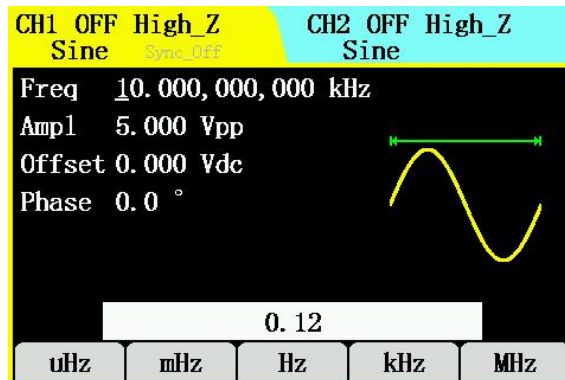 CH1 OFF High_Z CH2 OFF High_Z
Sine Sync_Off Sine
Freq 10.000,000,000 kHz
Ampl 5.000 Vpp
Offset 0.000 Vdc
Phase 0.0 °
0.12
uHz mHz Hz kHz MHz